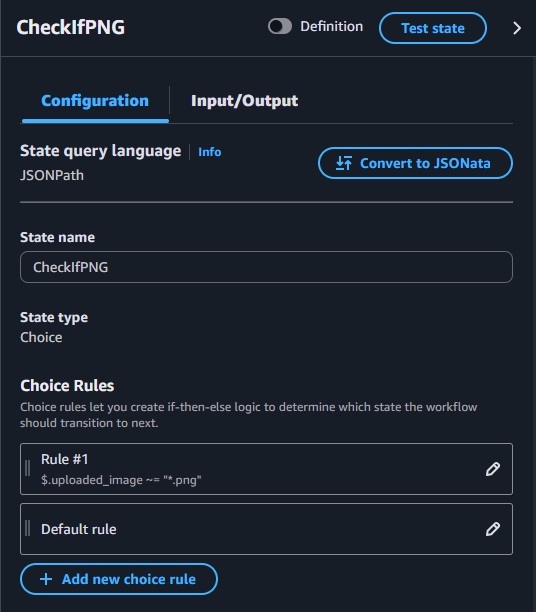 CheckIfPNG
Definition
Test state
Configuration
Input/Output
State query language
Info
JSONPath
Convert to JSONata
State name
CheckIfPNG
State type
Choice
Choice Rules
Choice rules let you create if-then-else logic to determine which state the workflow
should transition to next.
Rule #1
$.uploaded_image ~= "*.png"
Default rule
+ Add new choice rule